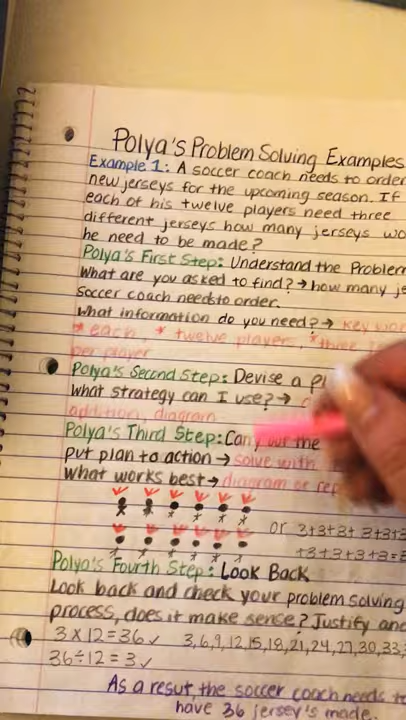 Polya's Problem Solving Examples
Example 1: A soccer coach needs to order
new jerseys for the upcoming season. If
each of his twelve players need three
different jerseys how many jerseys wo
he need to be made?
Polya's First Step: Understand the Problem
What are you asked to find? → how many je
soccer coach needs to order.
What information do you need? → key wor
* each, * twelve players, * three
per player
Polya's Second Step: Devise a Pl
What strategy can I use? →
addition, diagram
Polya's Third Step: Carry out the
put plan to action → solve with
What works best → diagram or rep
or 3+3+3+3+3+3
+3+3+3+3=3
Polya's Fourth Step: Look Back
Look back and check your problem solving
process, does it make sense? Justify and
3×12=36 ✓ 3,6,9,12,15,18,21,24,27,30,33,
36÷12=3 ✓
As a resut, the soccer coach needs to
have 36 jersey's made.